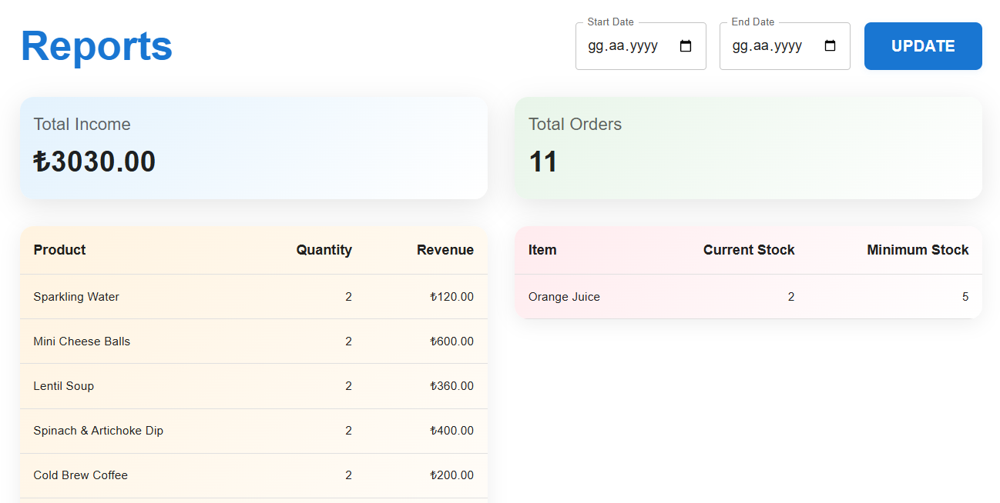 Reports
Start Date
gg.aa.yyyy
End Date
gg.aa.yyyy
UPDATE
Total Income
₺3030.00
Total Orders
11
Product Quantity Revenue
Sparkling Water 2 ₺120.00
Mini Cheese Balls 2 ₺600.00
Lentil Soup 2 ₺360.00
Spinach & Artichoke Dip 2 ₺400.00
Cold Brew Coffee 2 ₺200.00
Item Current Stock Minimum Stock
Orange Juice 2 5